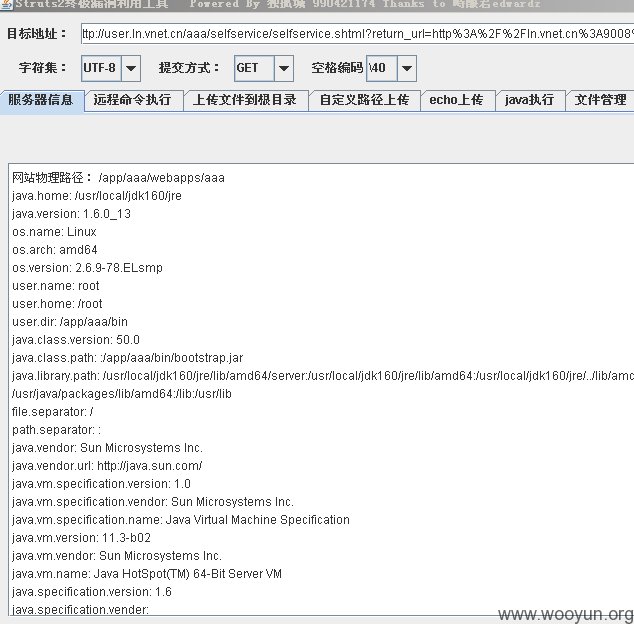 Struts2终极漏洞利用工具 Powered By 独孤城 990421174 Thanks to
目标地址： ttp://user.ln.vnet.cn/aaa/selfservice/selfservice.shtml?return_url=http%3A%2F%2Fln.vnet.cn%3A9008%
字符集： UTF-8 提交方式： GET 空格编码 \40
服务器信息 远程命令执行 上传文件到根目录 自定义路径上传 echo上传 java执行 文件管理
网站物理路径： /app/aaa/webapps/aaa
java.home: /usr/local/jdk160/jre
java.version: 1.6.0_13
os.name: Linux
os.arch: amd64
os.version: 2.6.9-78.ELsmp
user.name: root
user.home: /root
user.dir: /app/aaa/bin
java.class.version: 50.0
java.class.path: :/app/aaa/bin/bootstrap.jar
java.library.path: /usr/local/jdk160/jre/lib/amd64/server:/usr/local/jdk160/jre/lib/amd64:/usr/local/jdk160/jre/../lib/amd
/usr/java/packages/lib/amd64:/lib:/usr/lib
file.separator: /
path.separator: :
java.vendor: Sun Microsystems Inc.
java.vendor.url: http://java.sun.com/
java.vm.specification.version: 1.0
java.vm.specification.vendor: Sun Microsystems Inc.
java.vm.specification.name: Java Virtual Machine Specification
java.vm.version: 11.3-b02
java.vm.vendor: Sun Microsystems Inc.
java.vm.name: Java HotSpot(TM) 64-Bit Server VM
java.specification.version: 1.6
java.specification.vender:
www.wooyun.org